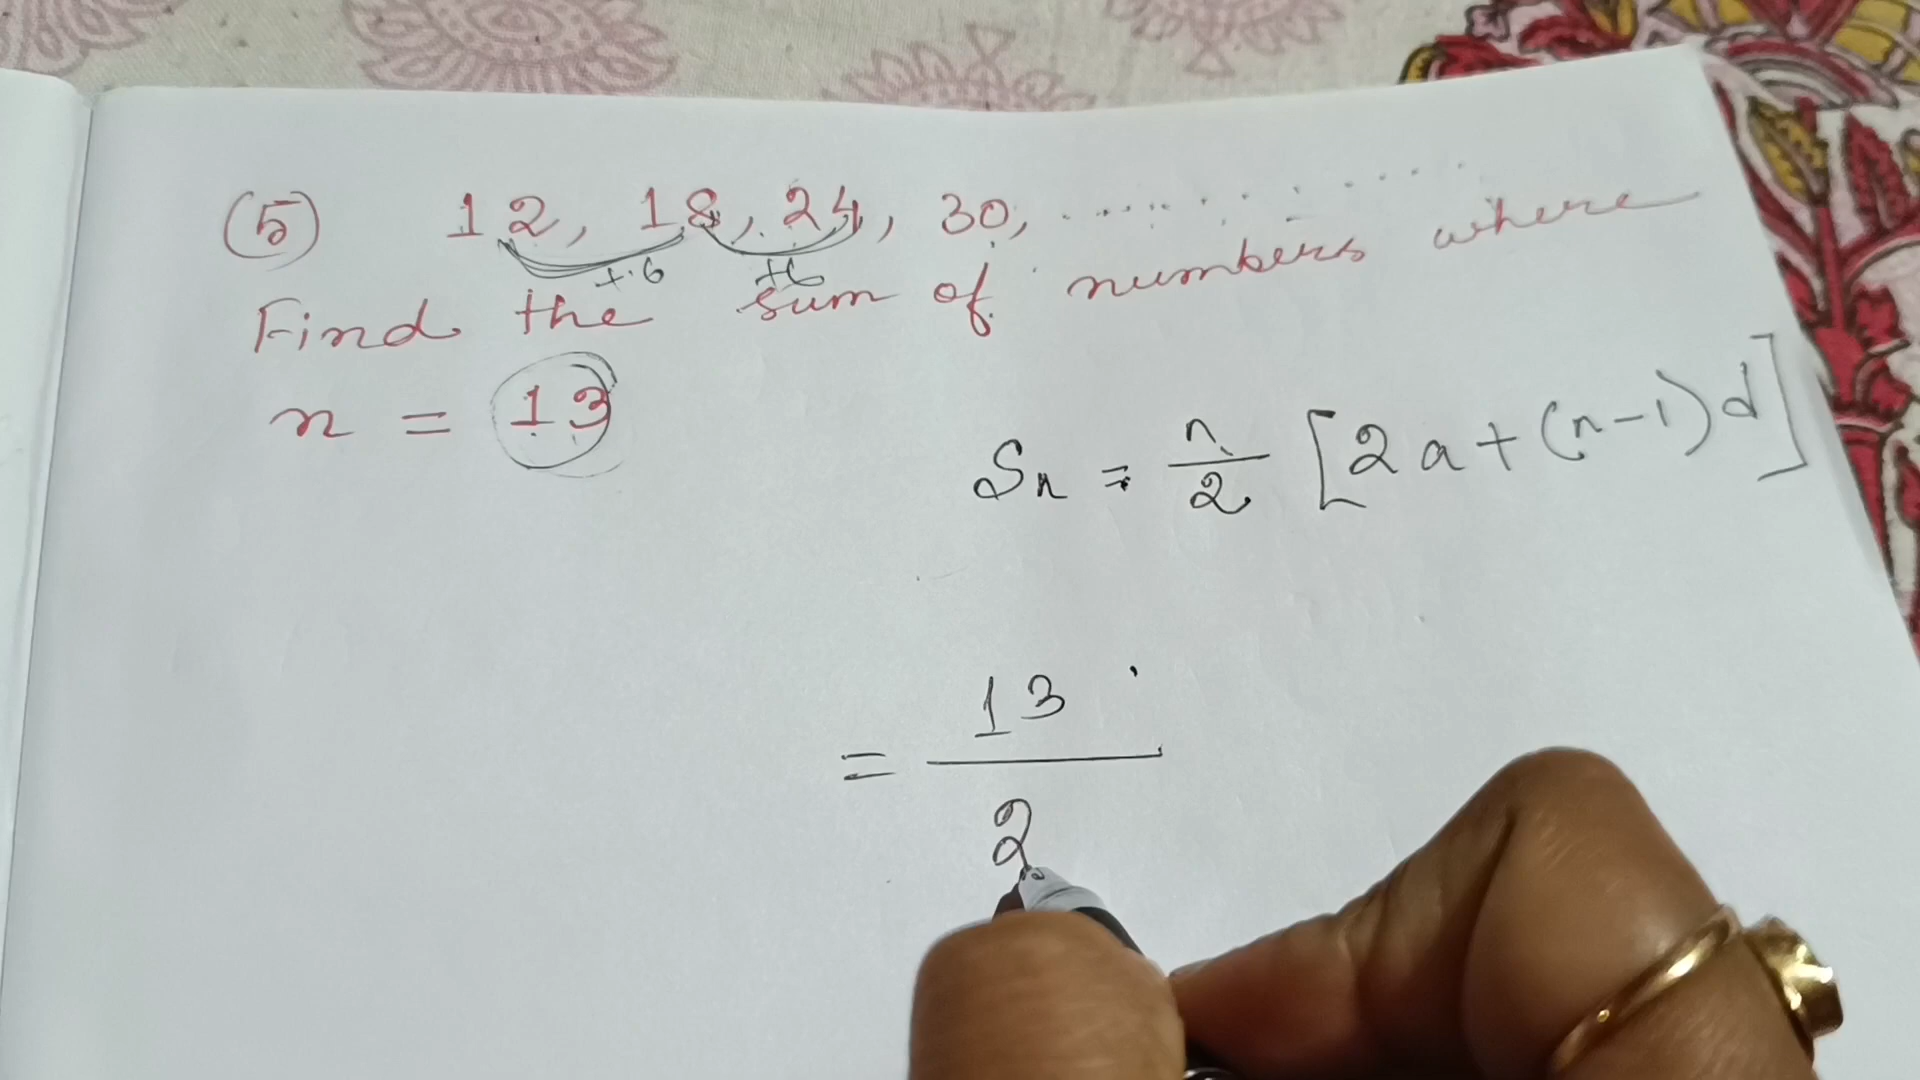 (5) 12, 18, 24, 30, ..............
+6 +6
Find the sum of numbers where
n = 13
Sn = n/2 [2a+(n-1)d]
= 13/2